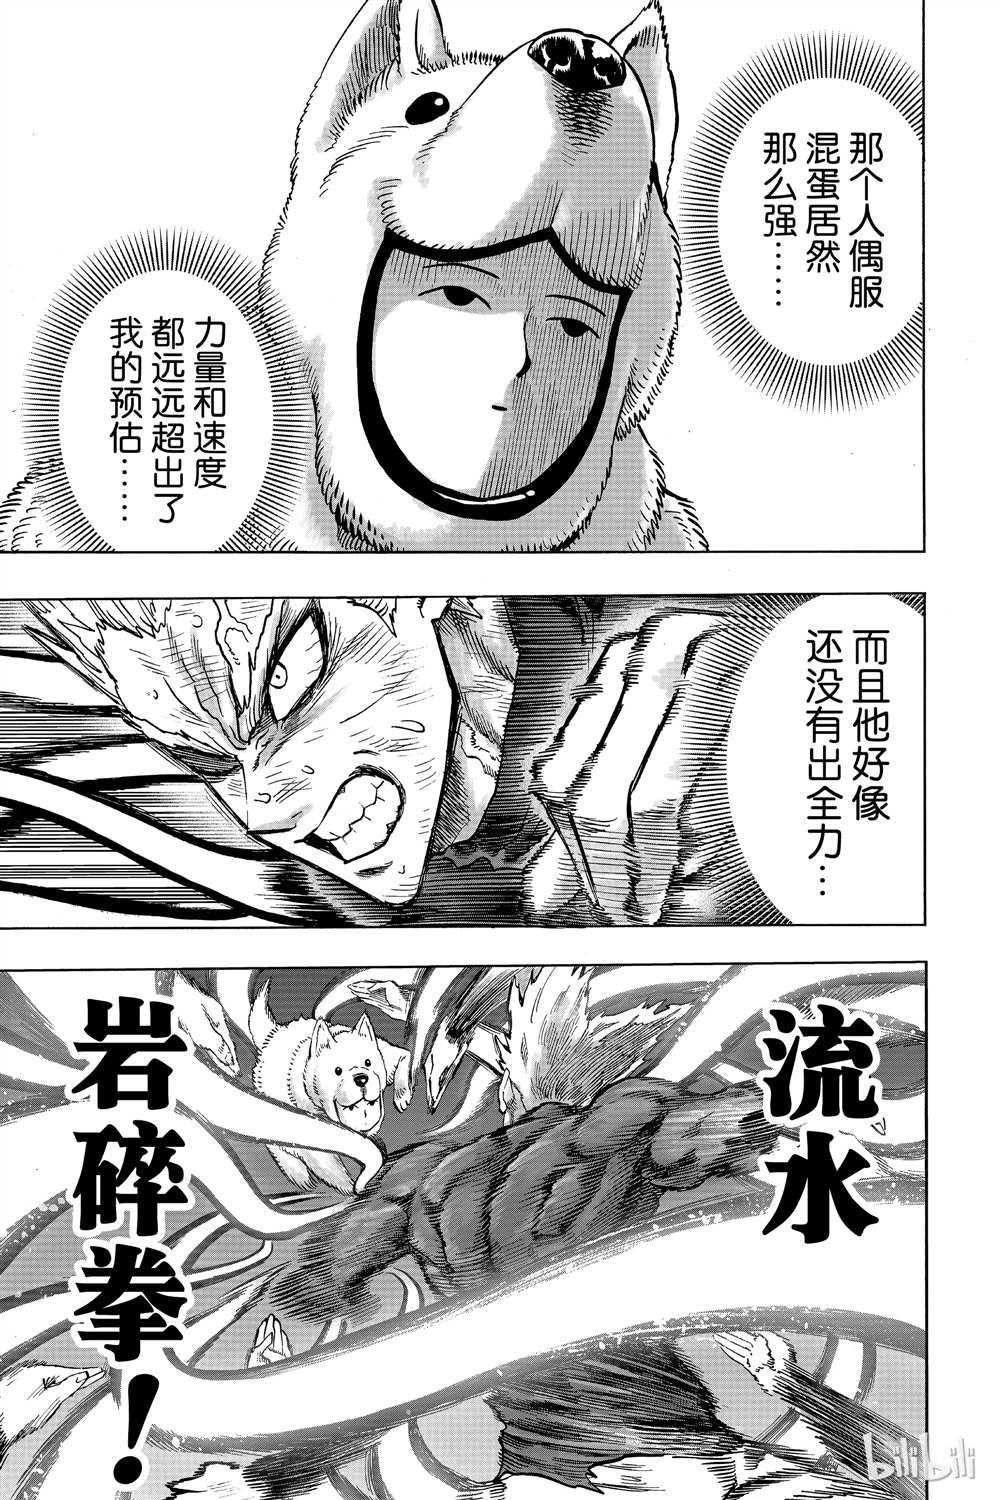 那个人偶服
混蛋居然
那么强……
力量和速度
都远远超出了
我的预估……
而且他好像
还没有出全力…
流水
岩碎拳！
bilibili